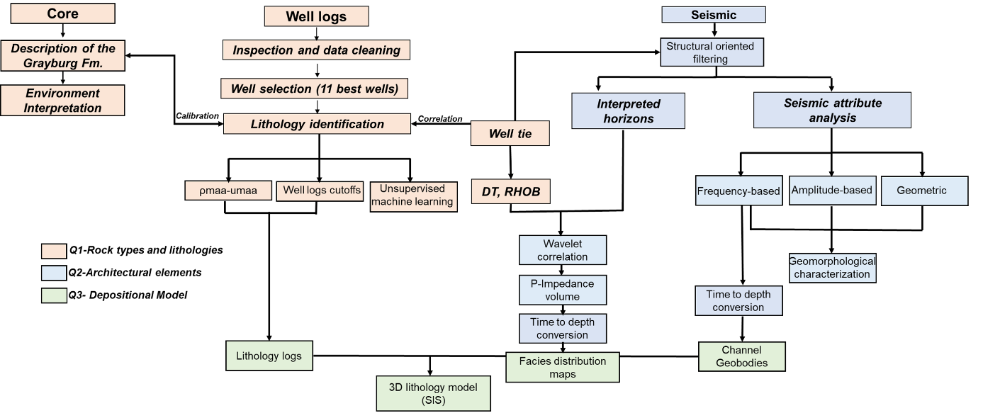 Core
Well logs
Seismic
Description of the
Grayburg Fm.
Inspection and data cleaning
Structural oriented
filtering
Environment
Interpretation
Well selection (11 best wells)
Interpreted
horizons
Seismic attribute
analysis
Calibration
Lithology identification
Correlation
Well tie
ρmaa-umaa
Well logs cutoffs
Unsupervised
machine learning
DT, RHOB
Frequency-based
Amplitude-based
Geometric
Q1-Rock types and lithologies
Q2-Architectural elements
Q3- Depositional Model
Wavelet
correlation
P-Impedance
volume
Time to depth
conversion
Geomorphological
characterization
Time to depth
conversion
Lithology logs
Facies distribution
maps
Channel
Geobodies
3D lithology model
(SIS)